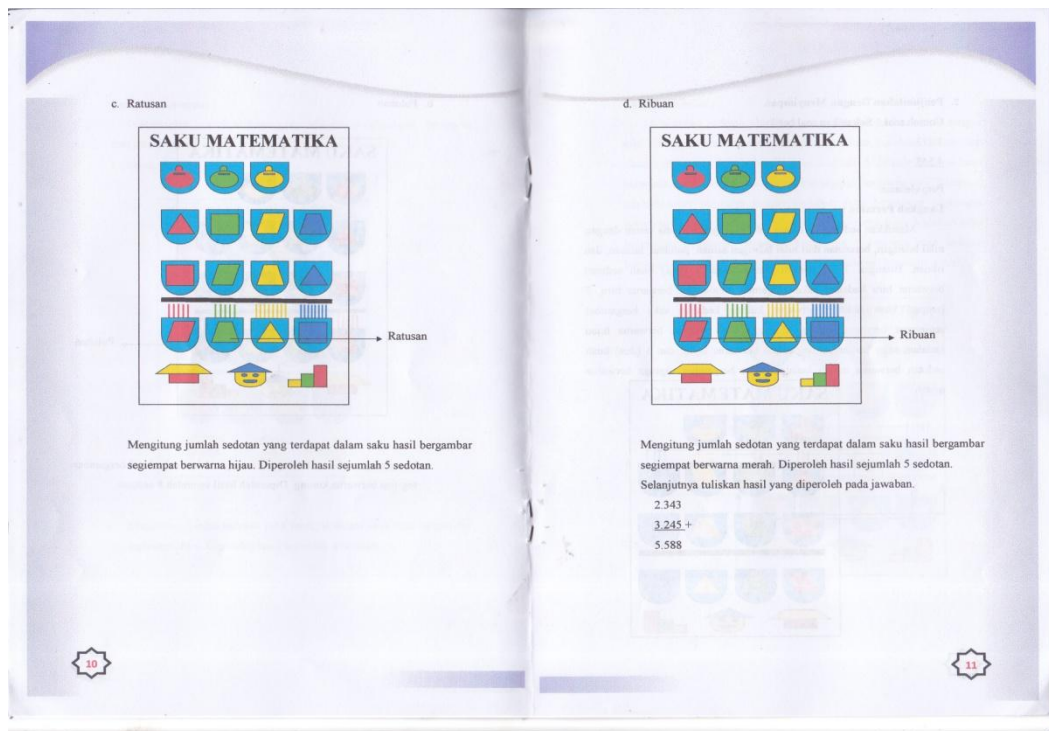 c. Ratusan
SAKU MATEMATIKA
Ratusan
Mengitung jumlah sedotan yang terdapat dalam saku hasil bergambar
segiempat berwarna hijau. Diperoleh hasil sejumlah 5 sedotan.
10
d. Ribuan
SAKU MATEMATIKA
Ribuan
Mengitung jumlah sedotan yang terdapat dalam saku hasil bergambar
segiempat berwarna merah. Diperoleh hasil sejumlah 5 sedotan.
Selanjutnya tuliskan hasil yang diperoleh pada jawaban.
2.343
3.245 +
5.588
11